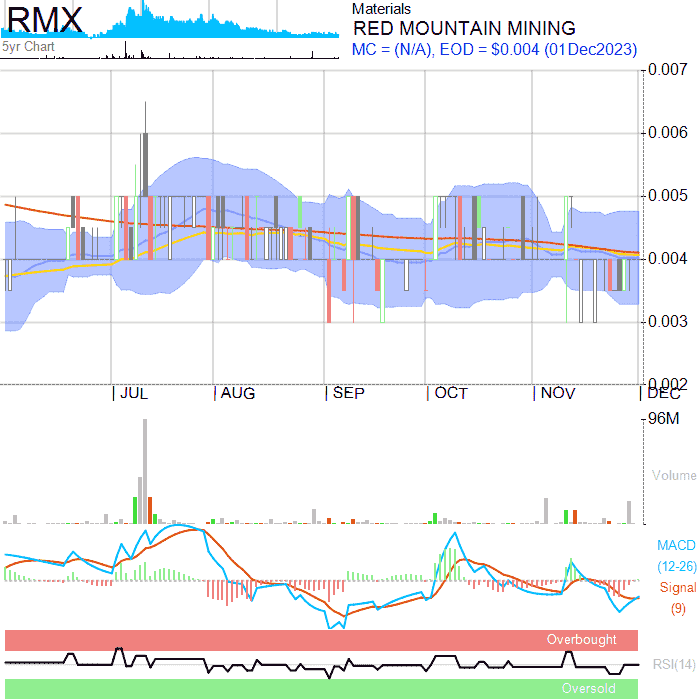 RMX
5yr Chart
Materials
RED MOUNTAIN MINING
MC = (N/A), EOD = $0.004 (01Dec2023)
0.007
0.006
0.005
0.004
0.003
0.002
JUL AUG SEP OCT NOV DEC
96M
Volume
MACD
(12-26)
Signal
(9)
Overbought
RSI(14)
Oversold